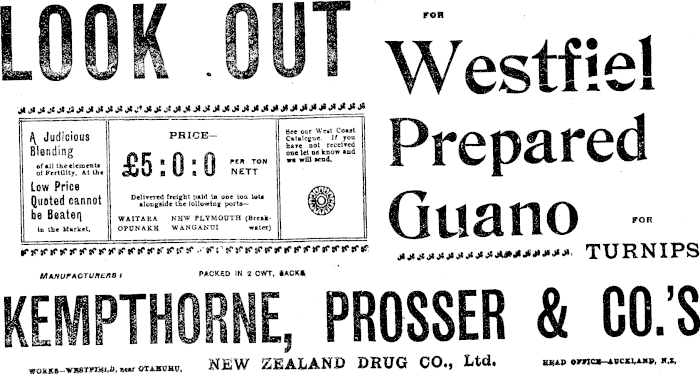 LOOK OUT
FOR
Westfiel
Prepared
Guano
FOR
TURNIPS
A Judicious
Blending
of all the elements
of Fertility, At the
Low Price
Quoted cannot
be Beaten
in the Market,
PRICE—
£5:0:0 PER TON
NETT
Delivered freight paid in one ton lots
alongside the following ports—
WAITARA NEW PLYMOUTH (Break-
OPUNAKE WANGANUI water)
See our West Coast
Catalogue. If you
have not received
one let us know and
we will send,
MANUFACTURERS :
PACKED IN 2 CWT, SACKS
KEMPTHORNE, PROSSER & CO.'S
WORKS—WESTFIELD, near OTAHUHU,
NEW ZEALAND DRUG CO., Ltd.
HEAD OFFICE—AUCKLAND, N.Z,